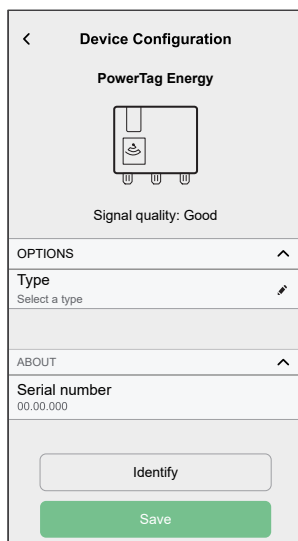 Device Configuration
PowerTag Energy
Signal quality: Good
OPTIONS
Type
Select a type
ABOUT
Serial number
00.00.000
Identify
Save